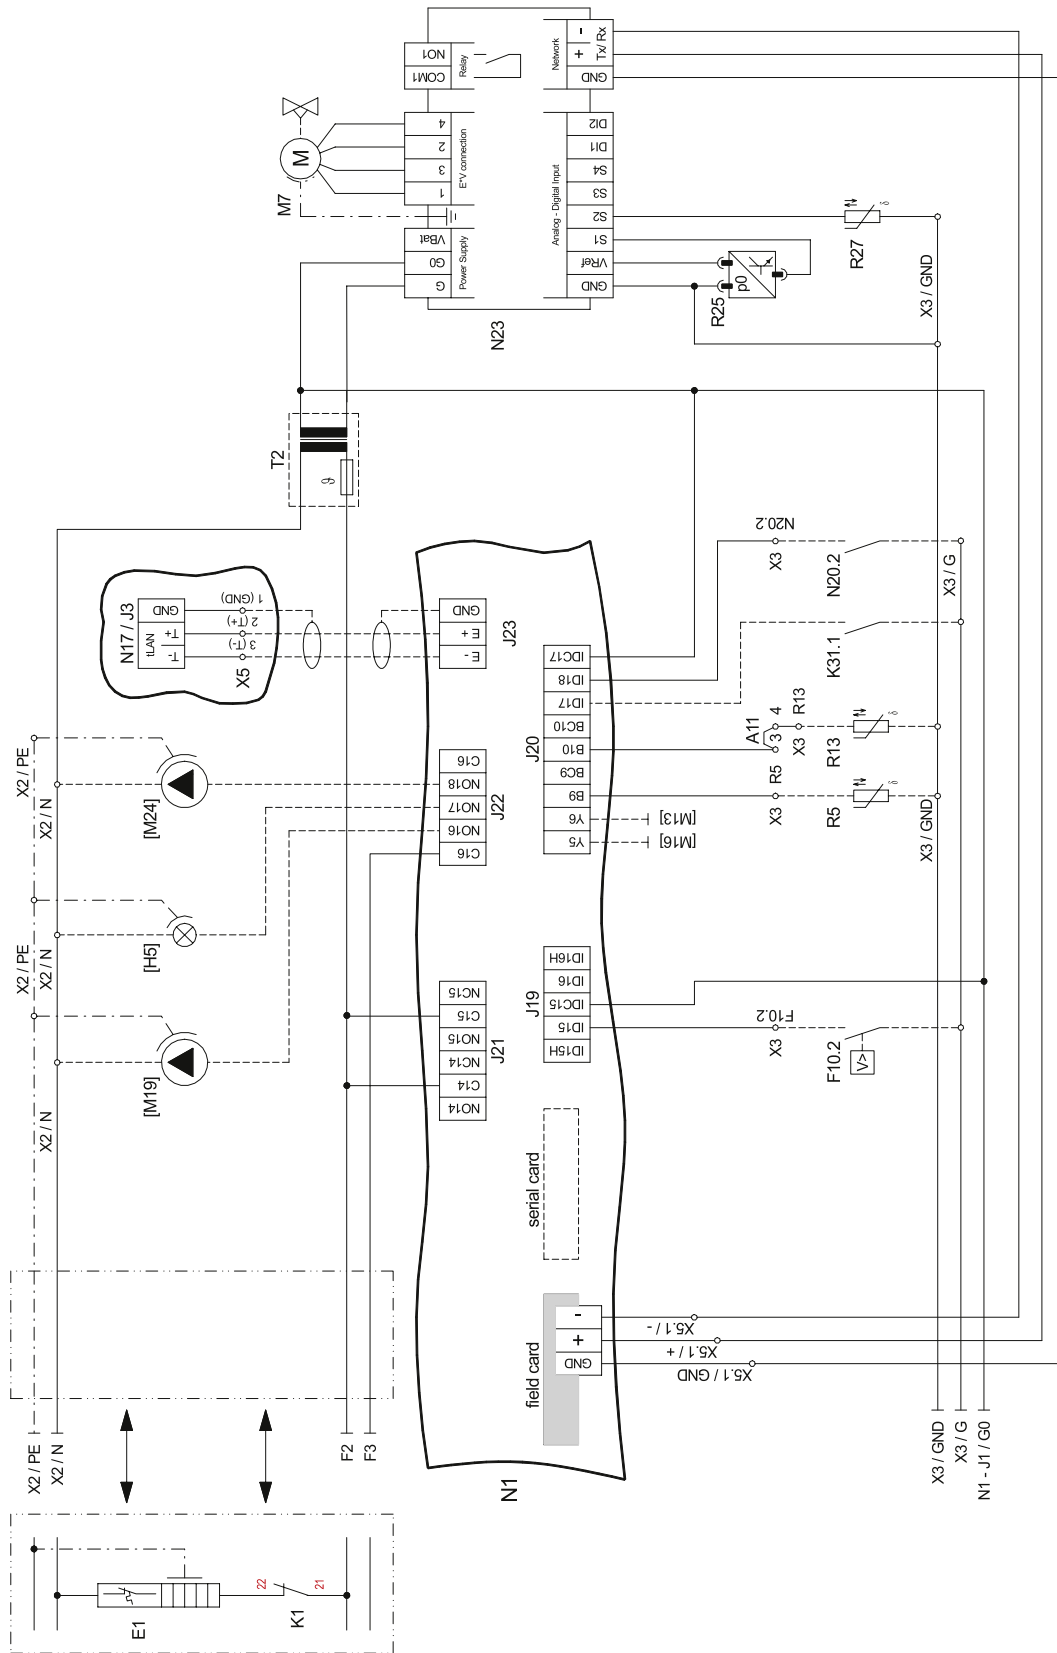 NO1
COM1
Relay
Network
-
+
Tx/ Rx
GND
4
2
3
1
E*V connection
DI2
DI1
S4
S3
S2
S1
VRef
GND
Analog - Digital Input
VBat
G0
G
Power Supply
M
M7
N23
R25
p0
R27
δ
X3 / GND
T2
ϑ
N17 / J3
tLAN
GND
T+
T-
1 (GND)
2 (T+)
3 (T-)
X5
GND
E +
E -
J23
X2 / PE
X2 / N
[M24]
C16
NO18
NO17
NO16
C16
J22
J20
IDC17
ID18
ID17
BC10
B10
BC9
B9
Y6
Y5
[M13]
[M16]
N20.2
X3
N20.2
X3 / G
K31.1
A11
3
4
R13
X3
R13
δ
R5
X3
R5
δ
X3 / GND
X2 / PE
X2 / N
[H5]
[M19]
X2 / N
NC15
C15
NO15
NC14
C14
NO14
J21
J19
ID16H
ID16
IDC15
ID15
ID15H
F10.2
X3
F10.2
V>
serial card
field card
-
+
GND
X5.1 / -
X5.1 / +
X5.1 / GND
N1
X2 / PE
X2 / N
F2
F3
X3 / GND
X3 / G
N1 - J1 / G0
E1
K1
22
21